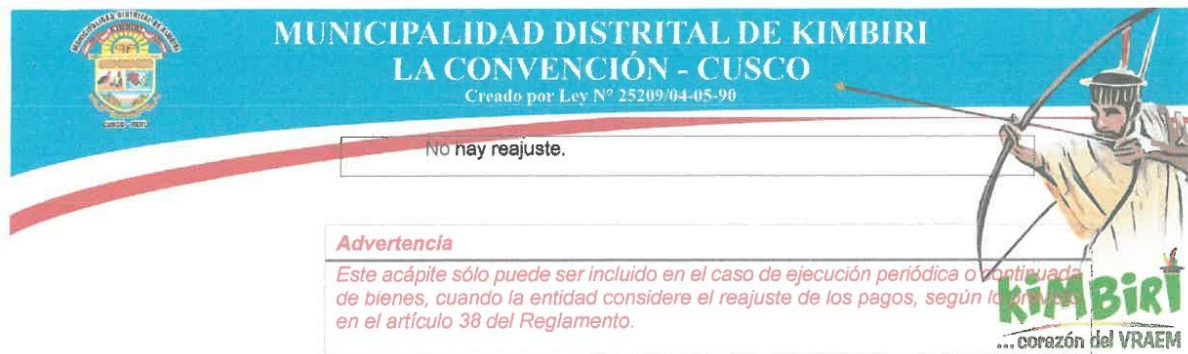 MUNICIPALIDAD DISTRITAL DE KIMBIRI
LA CONVENCIÓN - CUSCO
Creado por Ley Nº 25209/04-05-90
No hay reajuste.
Advertencia
Este acápite sólo puede ser incluido en el caso de ejecución periódica o continuada
de bienes, cuando la entidad considere el reajuste de los pagos, según lo
en el artículo 38 del Reglamento.
KIMBIRI
... corazón del VRAEM